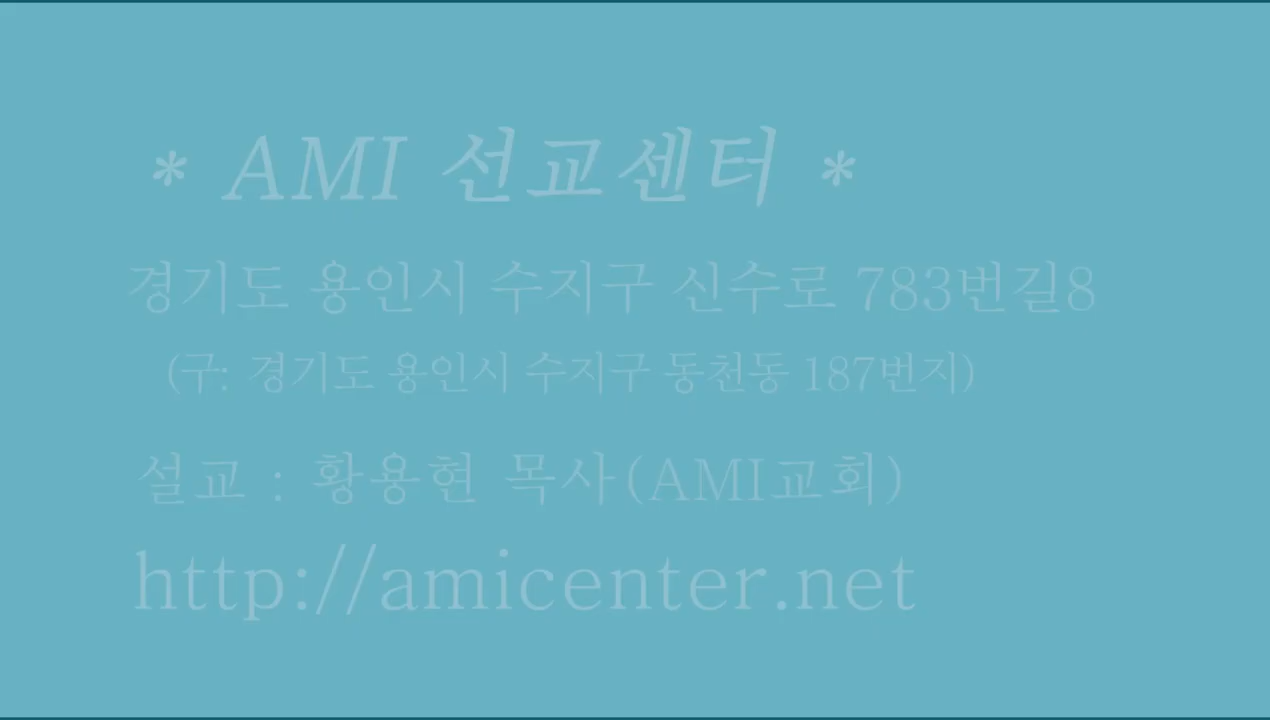 * AMI 선교센터 *
경기도 용인시 수지구 신수로 783번길8
(구: 경기도 용인시 수지구 동천동 187번지)
설교 : 황용현 목사(AMI교회)
http://amicenter.net